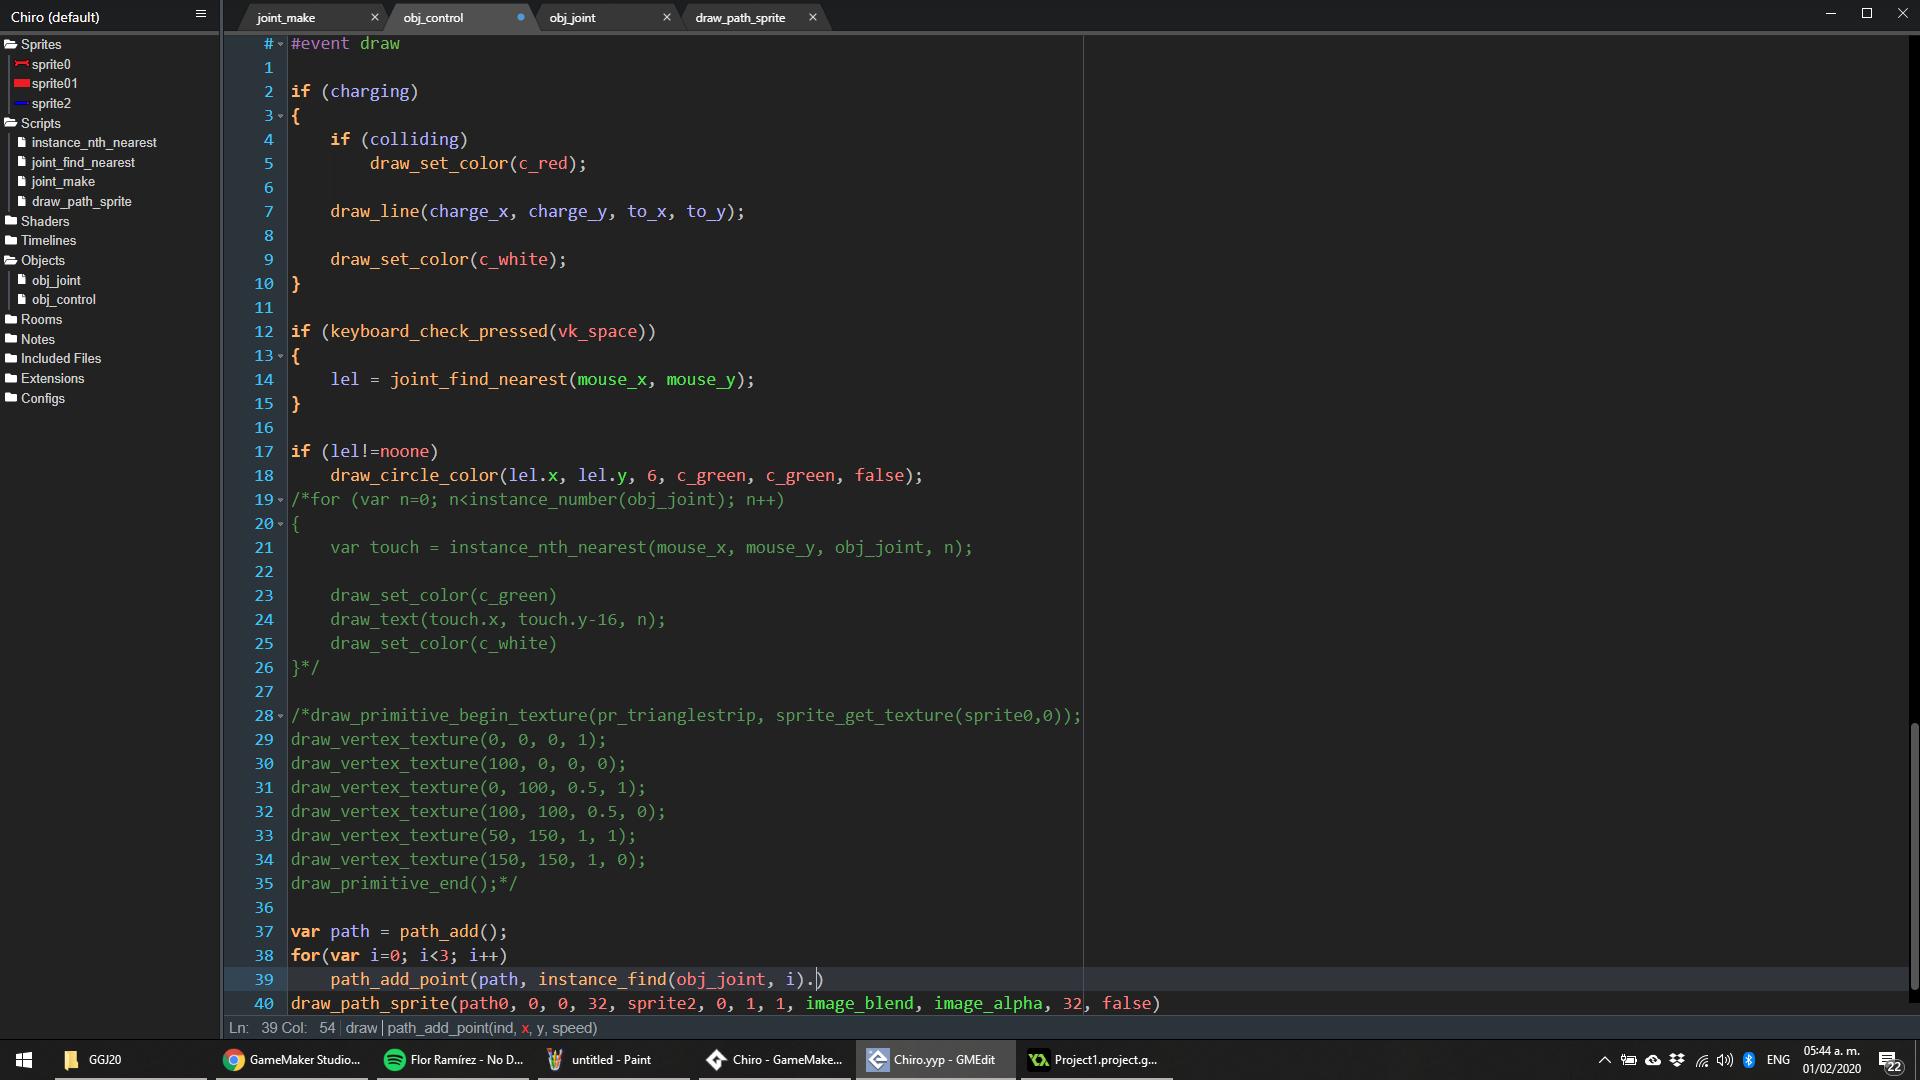 Chiro (default)
joint_make
obj_control
obj_joint
draw_path_sprite
Sprites
sprite0
sprite01
sprite2
Scripts
instance_nth_nearest
joint_find_nearest
joint_make
draw_path_sprite
Shaders
Timelines
Objects
obj_joint
obj_control
Rooms
Notes
Included Files
Extensions
Configs
# #event draw
1
2 if (charging)
3 {
4 if (colliding)
5 draw_set_color(c_red);
6
7 draw_line(charge_x, charge_y, to_x, to_y);
8
9 draw_set_color(c_white);
10 }
11
12 if (keyboard_check_pressed(vk_space))
13 {
14 lel = joint_find_nearest(mouse_x, mouse_y);
15 }
16
17 if (lel!=noone)
18 draw_circle_color(lel.x, lel.y, 6, c_green, c_green, false);
19 /*for (var n=0; n<instance_number(obj_joint); n++)
20 {
21 var touch = instance_nth_nearest(mouse_x, mouse_y, obj_joint, n);
22
23 draw_set_color(c_green)
24 draw_text(touch.x, touch.y-16, n);
25 draw_set_color(c_white)
26 }*/
27
28 /*draw_primitive_begin_texture(pr_trianglestrip, sprite_get_texture(sprite0,0));
29 draw_vertex_texture(0, 0, 0, 1);
30 draw_vertex_texture(100, 0, 0, 0);
31 draw_vertex_texture(0, 100, 0.5, 1);
32 draw_vertex_texture(100, 100, 0.5, 0);
33 draw_vertex_texture(50, 150, 1, 1);
34 draw_vertex_texture(150, 150, 1, 0);
35 draw_primitive_end();*/
36
37 var path = path_add();
38 for(var i=0; i<3; i++)
39 path_add_point(path, instance_find(obj_joint, i).)
40 draw_path_sprite(path0, 0, 0, 32, sprite2, 0, 1, 1, image_blend, image_alpha, 32, false)
Ln: 39 Col: 54 draw path_add_point(ind, x, y, speed)
GGJ20
GameMaker Studio...
Flor Ramírez - No D...
untitled - Paint
Chiro - GameMake...
Chiro.yyp - GMEdit
Project1.project.g...
ENG
05:44 a. m.
01/02/2020
22